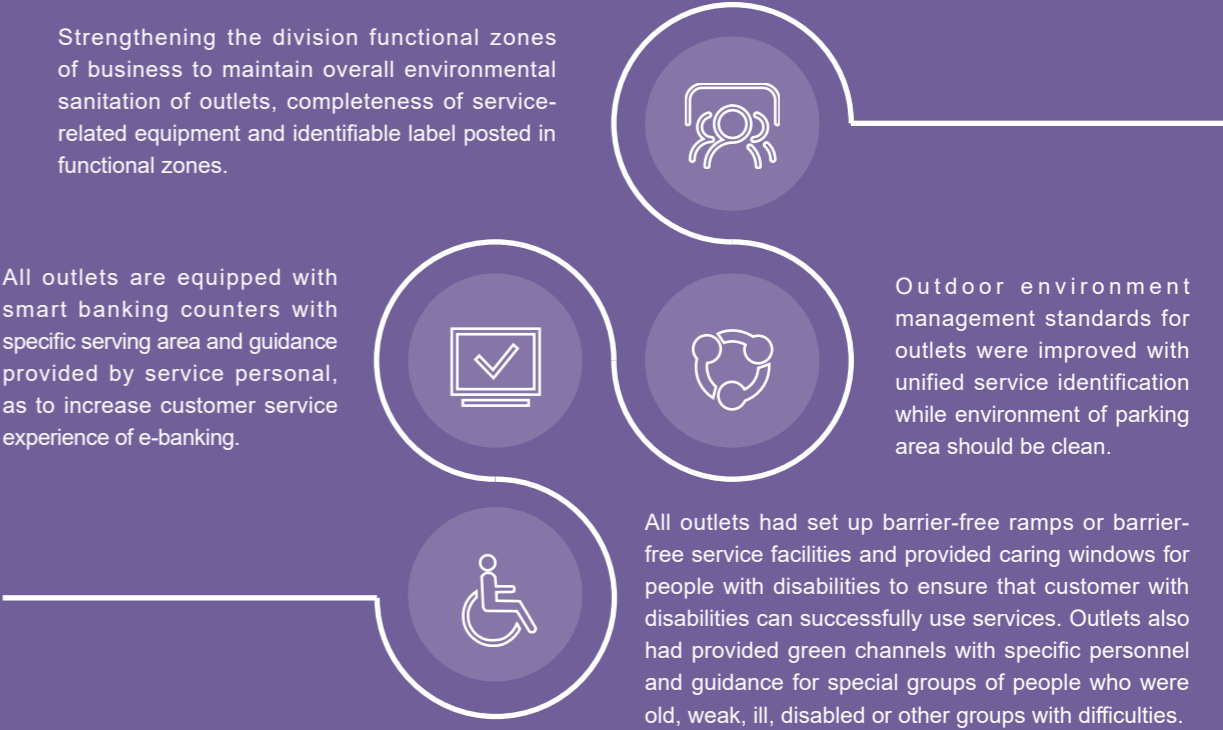 Strengthening the division functional zones
of business to maintain overall environmental
sanitation of outlets, completeness of service-
related equipment and identifiable label posted in
functional zones.
All outlets are equipped with
smart banking counters with
specific serving area and guidance
provided by service personal,
as to increase customer service
experience of e-banking.
Outdoor environment
management standards for
outlets were improved with
unified service identification
while environment of parking
area should be clean.
All outlets had set up barrier-free ramps or barrier-
free service facilities and provided caring windows for
people with disabilities to ensure that customer with
disabilities can successfully use services. Outlets also
had provided green channels with specific personnel
and guidance for special groups of people who were
old, weak, ill, disabled or other groups with difficulties.